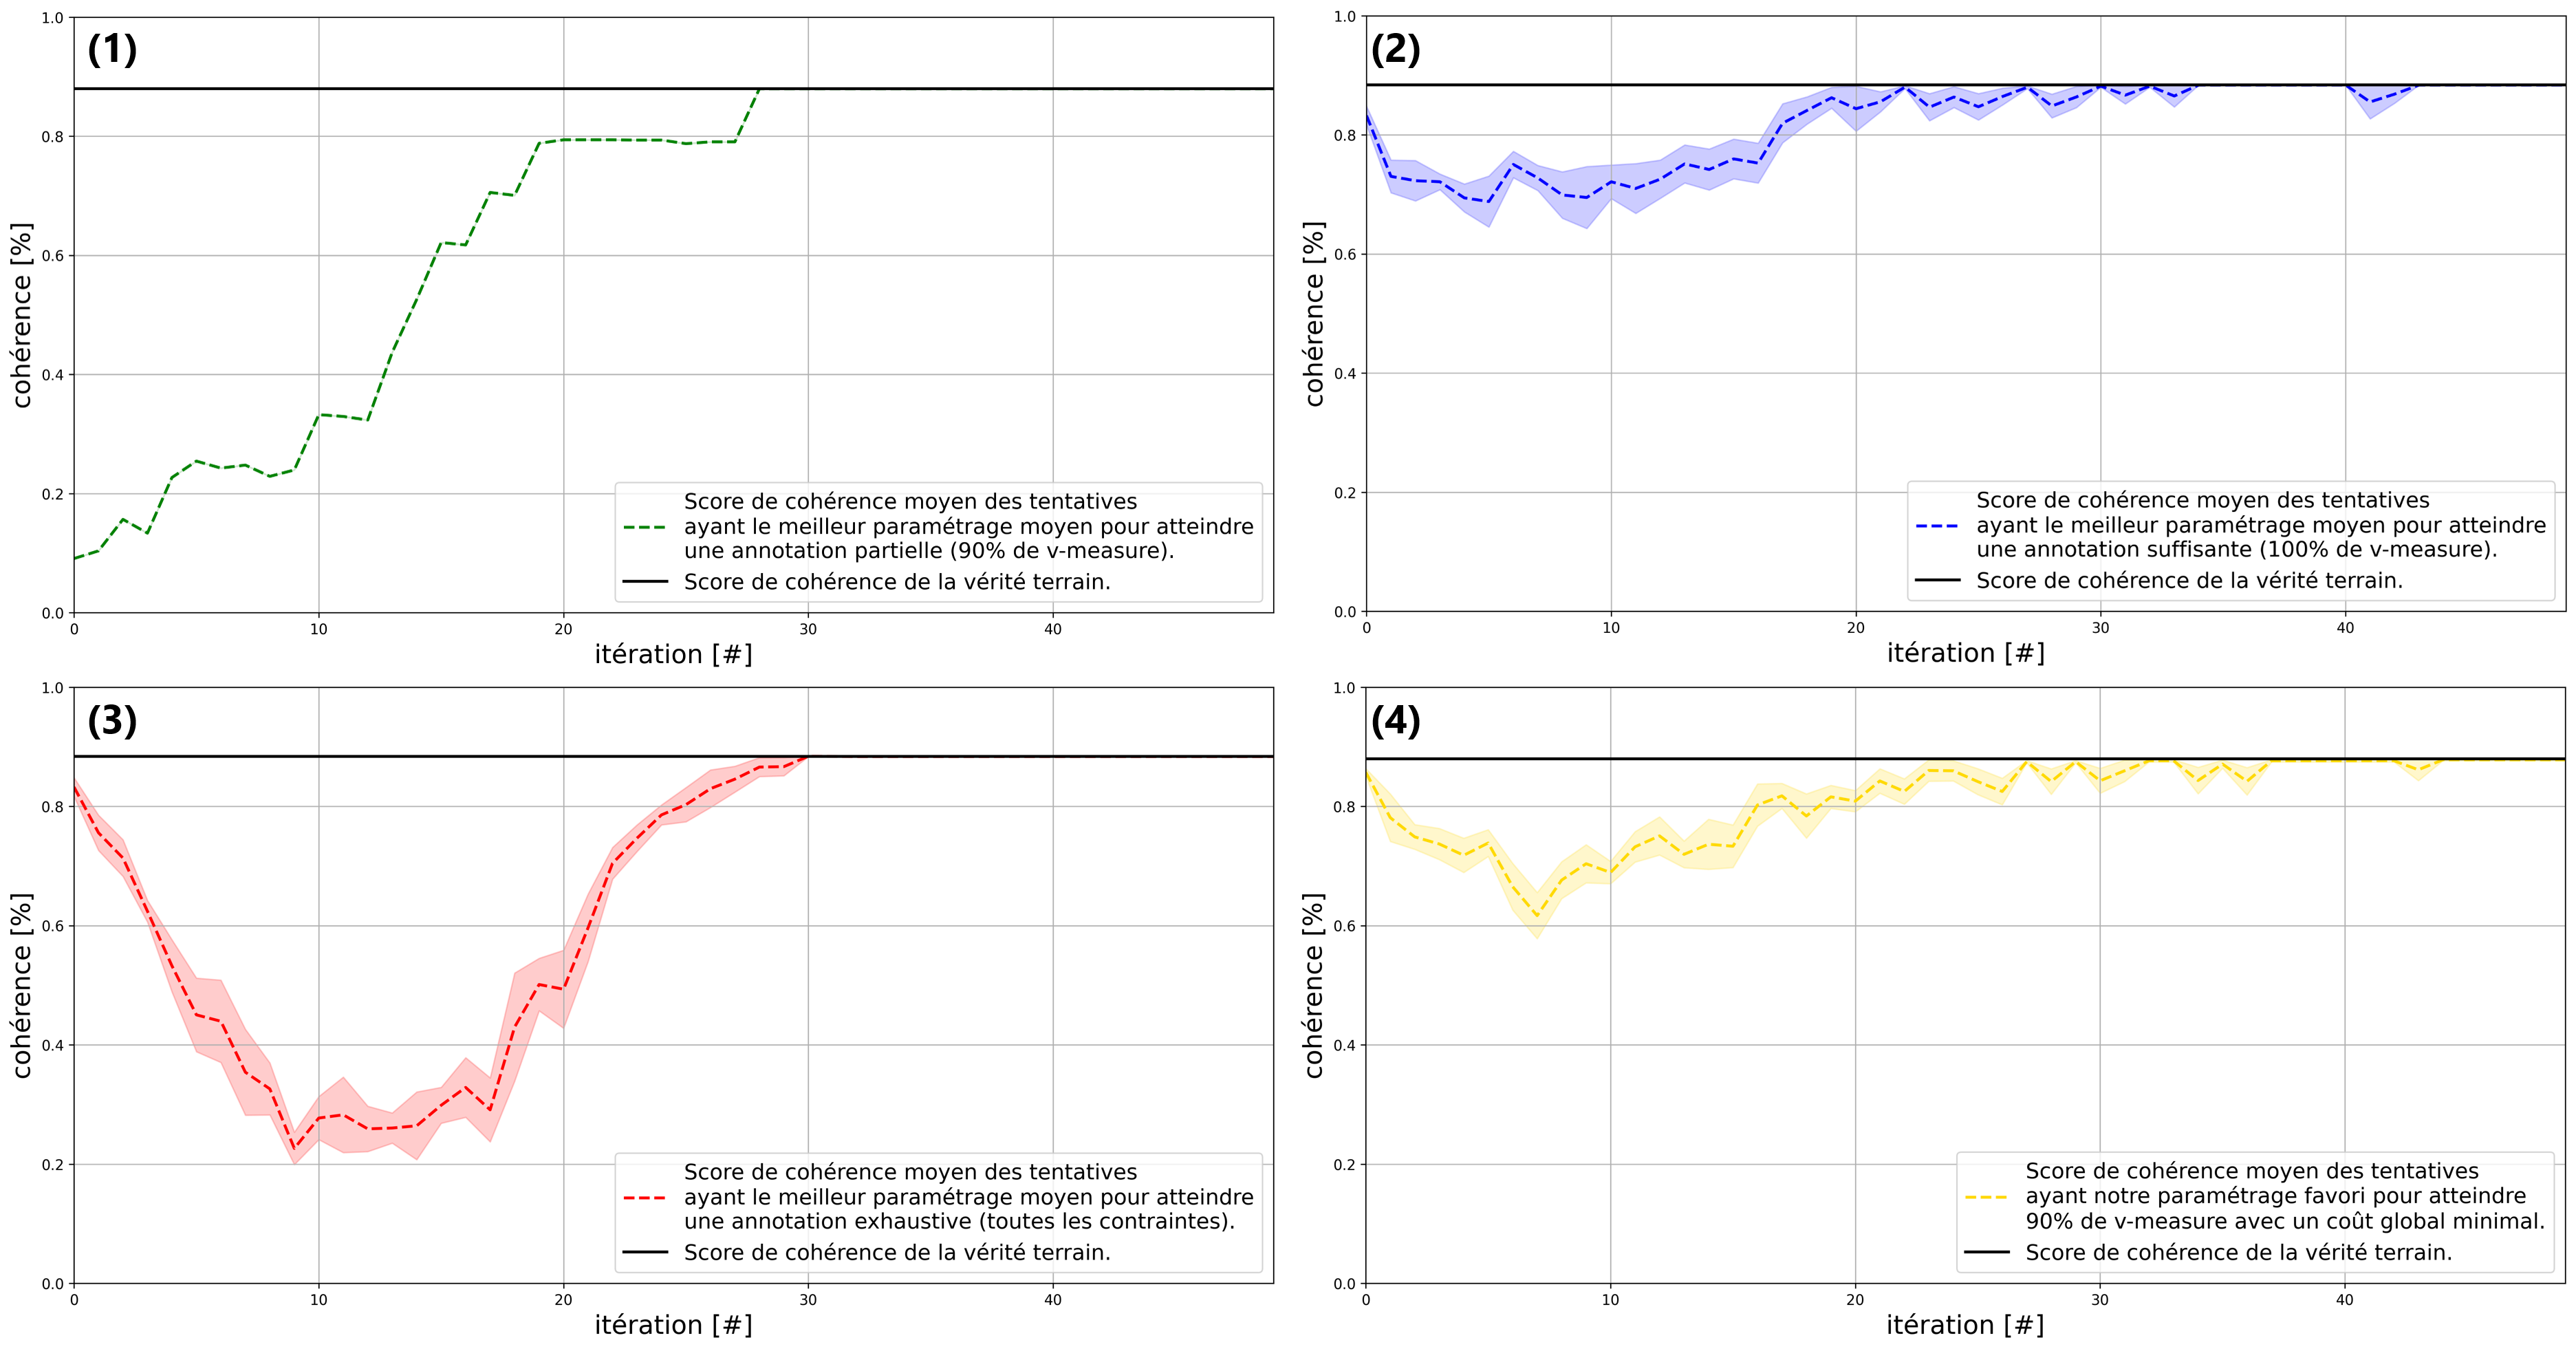 (1)
1.0
0.8
0.6
0.4
0.2
0.0
cohérence [%]
0 10 20 30 40
itération [#]
Score de cohérence moyen des tentatives
ayant le meilleur paramétrage moyen pour atteindre
une annotation partielle (90% de v-measure).
Score de cohérence de la vérité terrain.
(2)
1.0
0.8
0.6
0.4
0.2
0.0
cohérence [%]
0 10 20 30 40
itération [#]
Score de cohérence moyen des tentatives
ayant le meilleur paramétrage moyen pour atteindre
une annotation suffisante (100% de v-measure).
Score de cohérence de la vérité terrain.
(3)
1.0
0.8
0.6
0.4
0.2
0.0
cohérence [%]
0 10 20 30 40
itération [#]
Score de cohérence moyen des tentatives
ayant le meilleur paramétrage moyen pour atteindre
une annotation exhaustive (toutes les contraintes).
Score de cohérence de la vérité terrain.
(4)
1.0
0.8
0.6
0.4
0.2
0.0
cohérence [%]
0 10 20 30 40
itération [#]
Score de cohérence moyen des tentatives
ayant notre paramétrage favori pour atteindre
90% de v-measure avec un coût global minimal.
Score de cohérence de la vérité terrain.